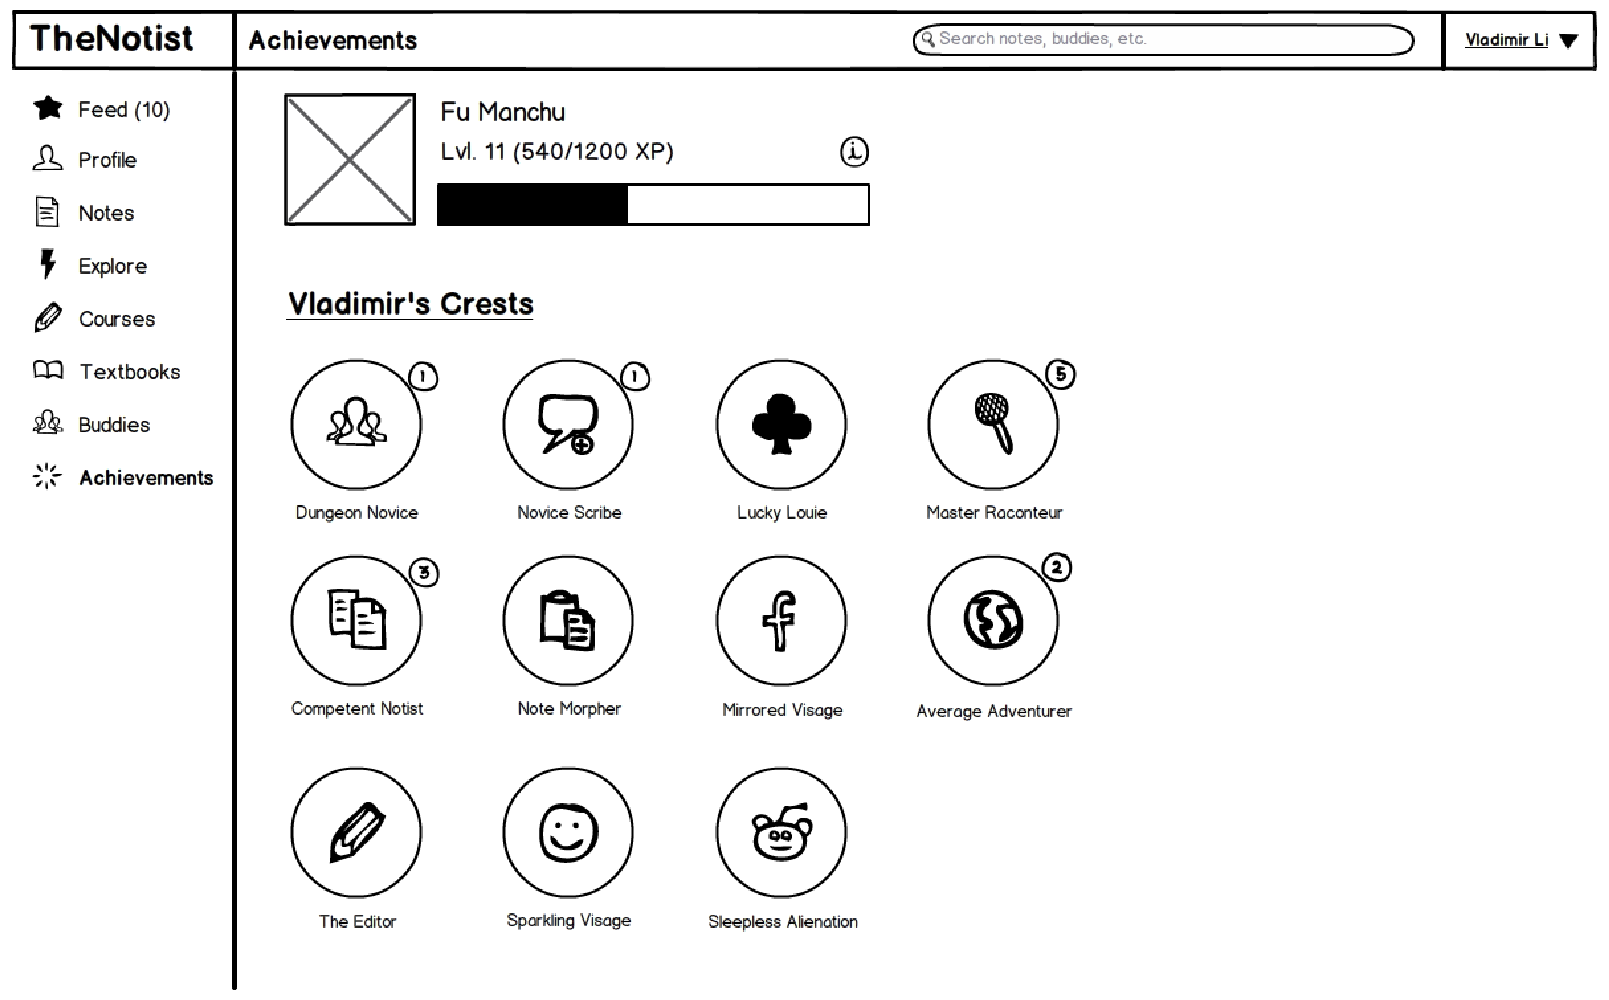 TheNotist
Achievements
Search notes, buddies, etc.
Vladimir Li
Feed (10)
Profile
Notes
Explore
Courses
Textbooks
Buddies
Achievements
Fu Manchu
Lvl. 11 (540/1200 XP)
i
Vladimir's Crests
1
1
5
Dungeon Novice
Novice Scribe
Lucky Louie
Master Raconteur
3
2
f
Competent Notist
Note Morpher
Mirrored Visage
Average Adventurer
The Editor
Sparkling Visage
Sleepless Alienation